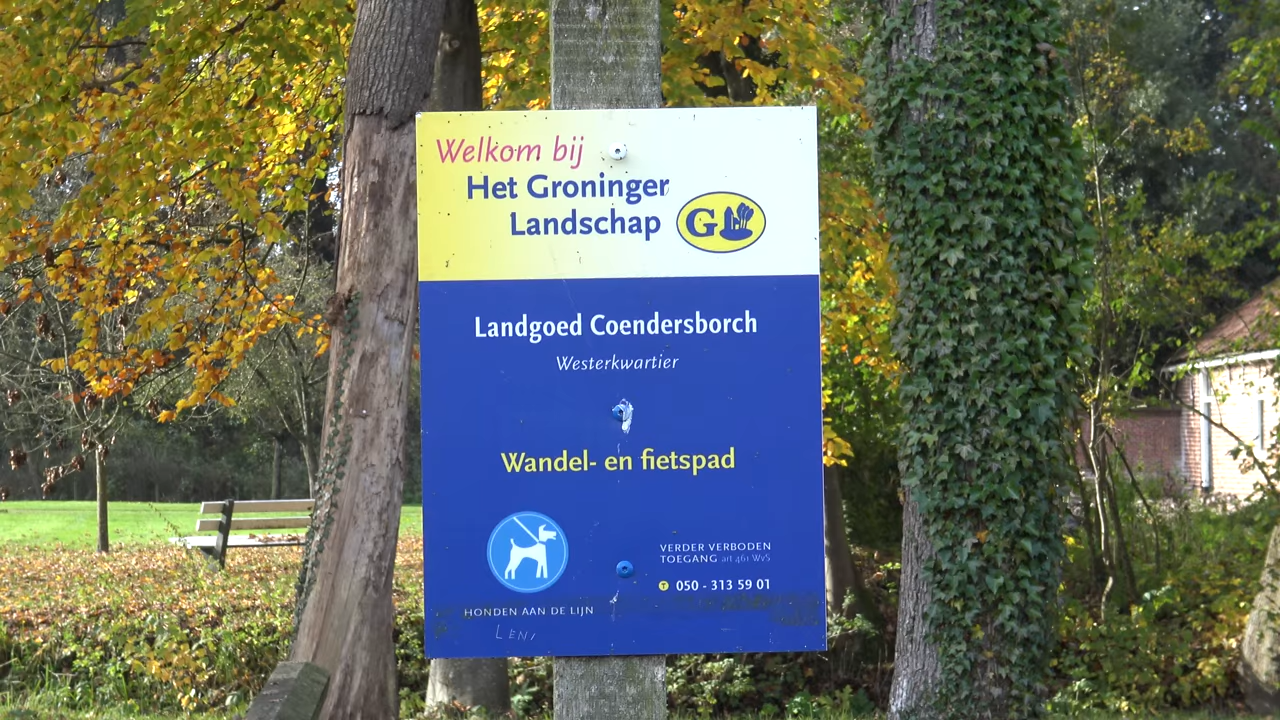 Welkom bij
Het Groninger
Landschap
G
Landgoed Coendersborch
Westerkwartier
Wandel- en fietspad
VERDER VERBODEN
TOEGANG art 461 WvS
T 050 - 313 59 01
HONDEN AAN DE LIJN
LENI